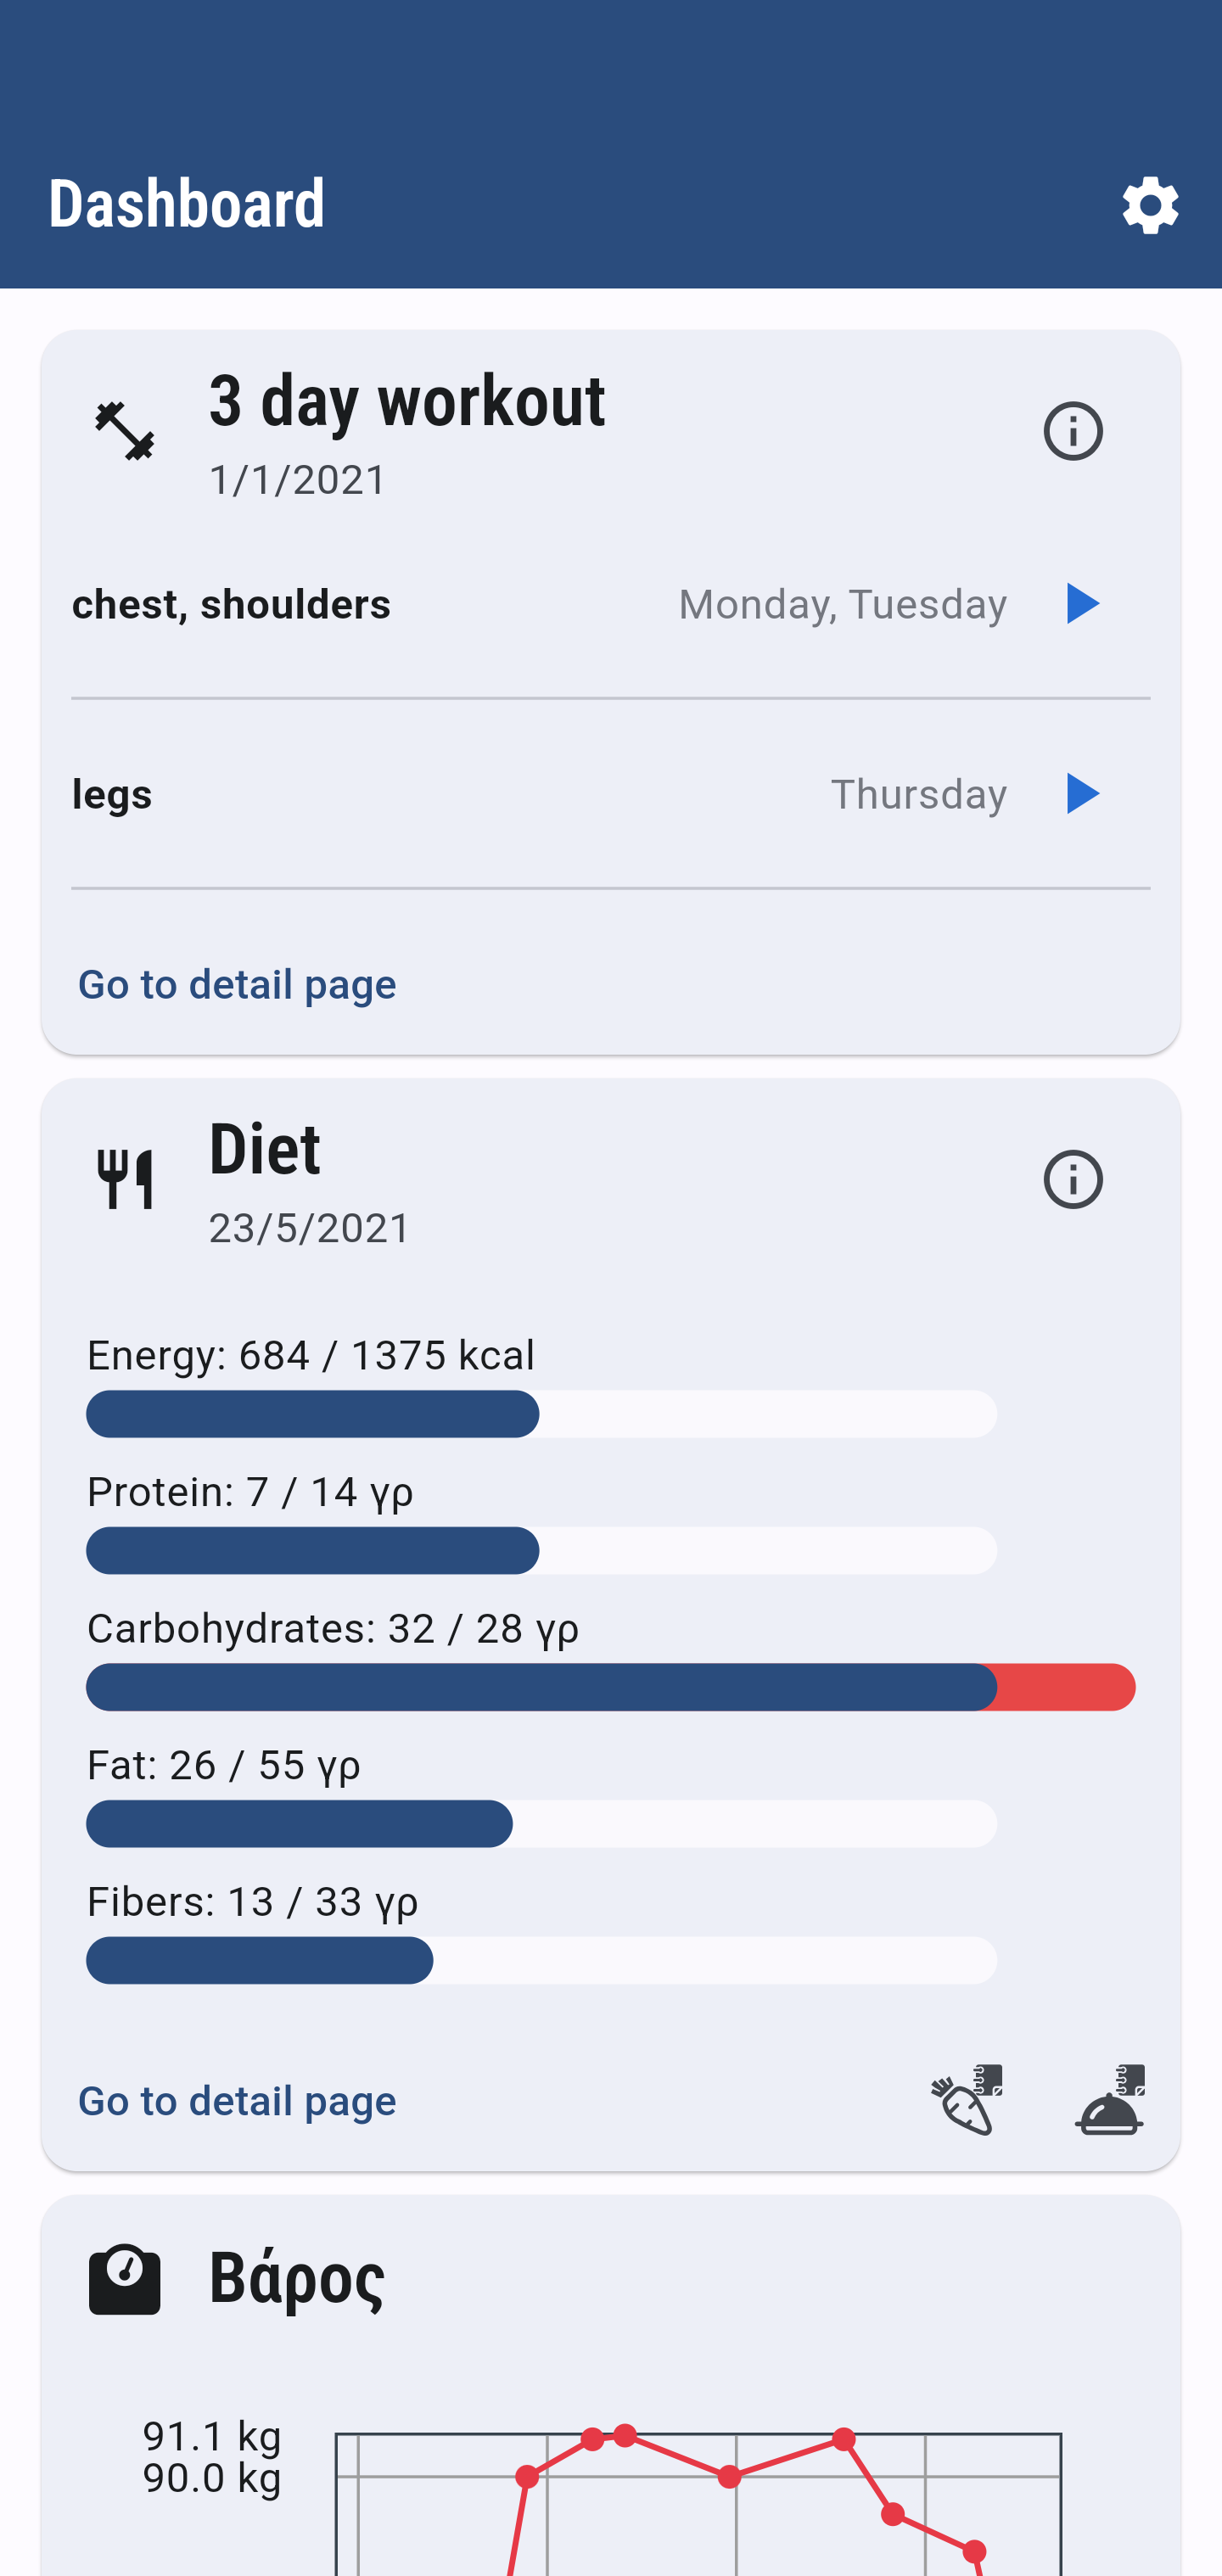 Dashboard
3 day workout
1/1/2021
chest, shoulders Monday, Tuesday
legs Thursday
Go to detail page
Diet
23/5/2021
Energy: 684 / 1375 kcal
Protein: 7 / 14 γρ
Carbohydrates: 32 / 28 γρ
Fat: 26 / 55 γρ
Fibers: 13 / 33 γρ
Go to detail page
Βάρος
91.1 kg
90.0 kg